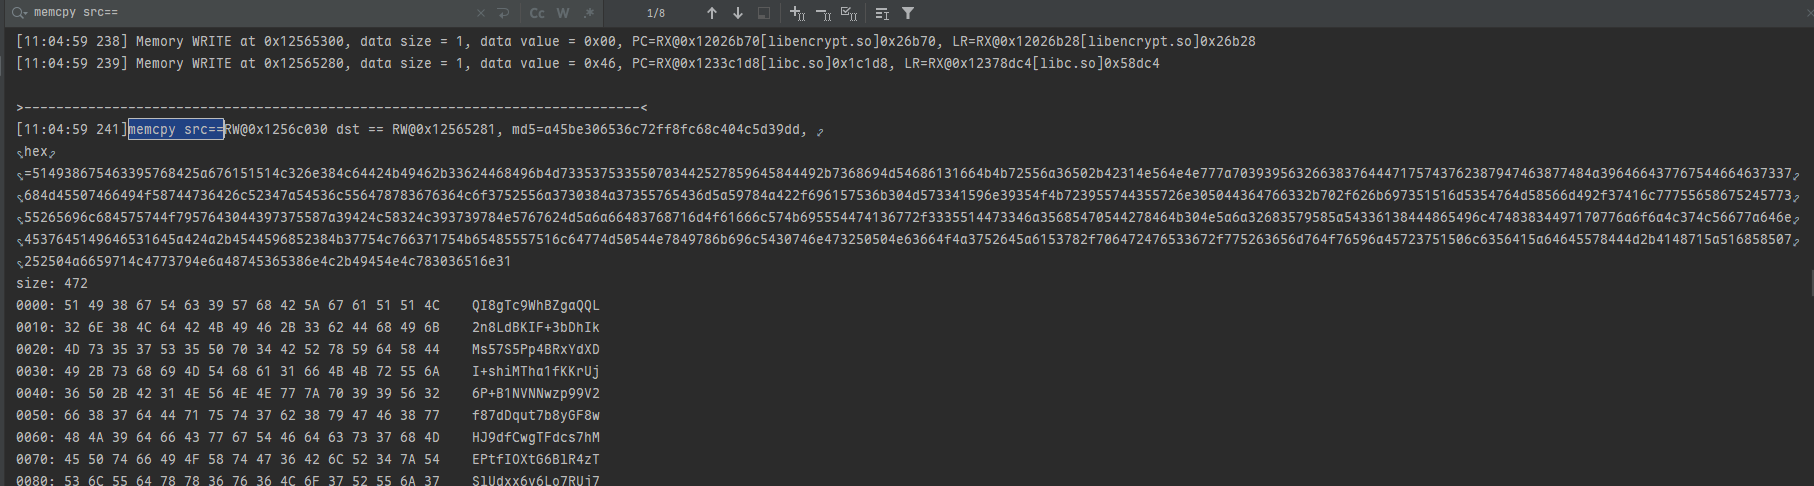 memcpy src==
Cc W .*
1/8
[11:04:59 238] Memory WRITE at 0x12565300, data size = 1, data value = 0x00, PC=RX@0x12026b70[libencrypt.so]0x26b70, LR=RX@0x12026b28[libencrypt.so]0x26b28
[11:04:59 239] Memory WRITE at 0x12565280, data size = 1, data value = 0x46, PC=RX@0x1233c1d8[libc.so]0x1c1d8, LR=RX@0x12378dc4[libc.so]0x58dc4
>-----------------------------------------------------------------------------<
[11:04:59 241]memcpy src==RW@0x1256c030 dst == RW@0x12565281, md5=a45be306536c72ff8fc68c404c5d39dd,
hex
=514938675463395768425a676151514c326e384c64424b49462b33624468496b4d733537533550703442527859645844492b7368694d54686131664b4b72556a36502b42314e564e4e777a703939563266383764447175743762387947463877484a396466437767544664637337
252504a6659714c4773794e6a48745365386e4c2b49454e4c783036516e31
size: 472
0000: 51 49 38 67 54 63 39 57 68 42 5A 67 61 51 51 4C QI8gTc9WhBZgaQQL
0010: 32 6E 38 4C 64 42 4B 49 46 2B 33 62 44 68 49 6B 2n8LdBKIF+3bDhIk
0020: 4D 73 35 37 53 35 50 70 34 42 52 78 59 64 58 44 Ms57S5Pp4BRxYdXD
0030: 49 2B 73 68 69 4D 54 68 61 31 66 4B 4B 72 55 6A I+shiMTha1fKKrUj
0040: 36 50 2B 42 31 4E 56 4E 4E 77 7A 70 39 39 56 32 6P+B1NVNNwzp99V2
0050: 66 38 37 64 44 71 75 74 37 62 38 79 47 46 38 77 f87dDqut7b8yGF8w
0060: 48 4A 39 64 66 43 77 67 54 46 64 63 73 37 68 4D HJ9dfCwgTFdcs7hM
0070: 45 50 74 66 49 4F 58 74 47 36 42 6C 52 34 7A 54 EPtfIOXtG6BlR4zT
0080: 53 6C 55 64 78 78 36 76 36 4C 6F 37 52 55 6A 37 SlUdxx6v6Lo7RUj7